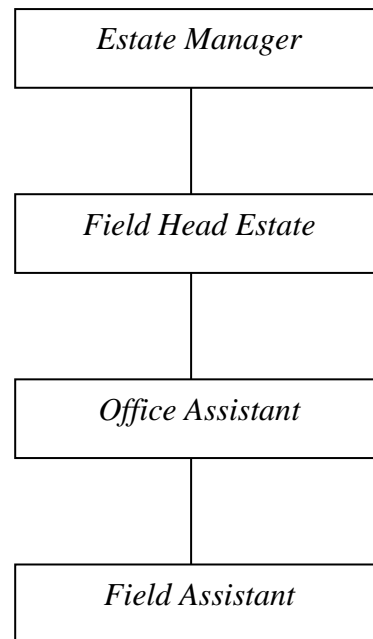 Estate Manager
Field Head Estate
Office Assistant
Field Assistant